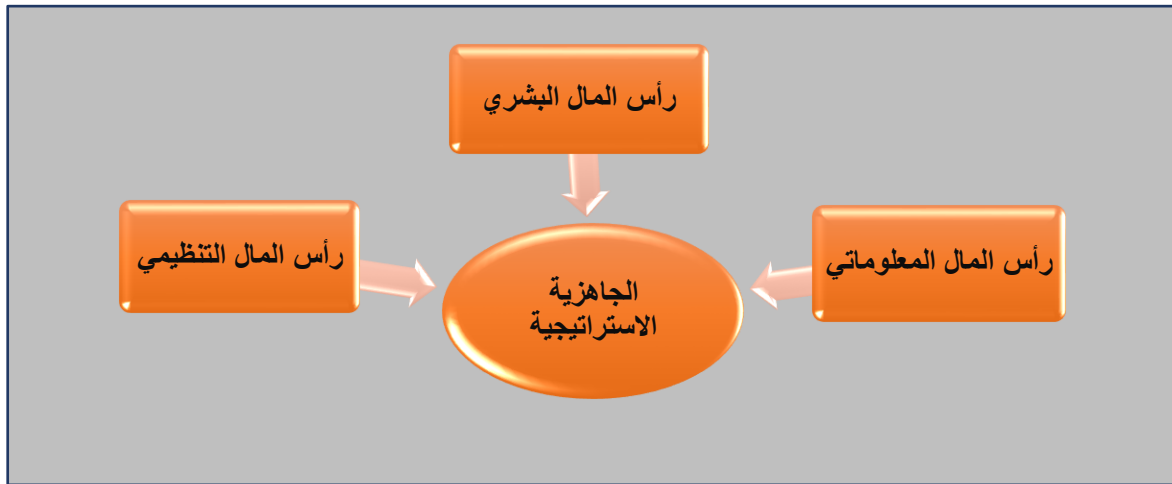 رأس المال البشري
رأس المال المعلوماتي
رأس المال التنظيمي
الجاهزية
الاستراتيجية